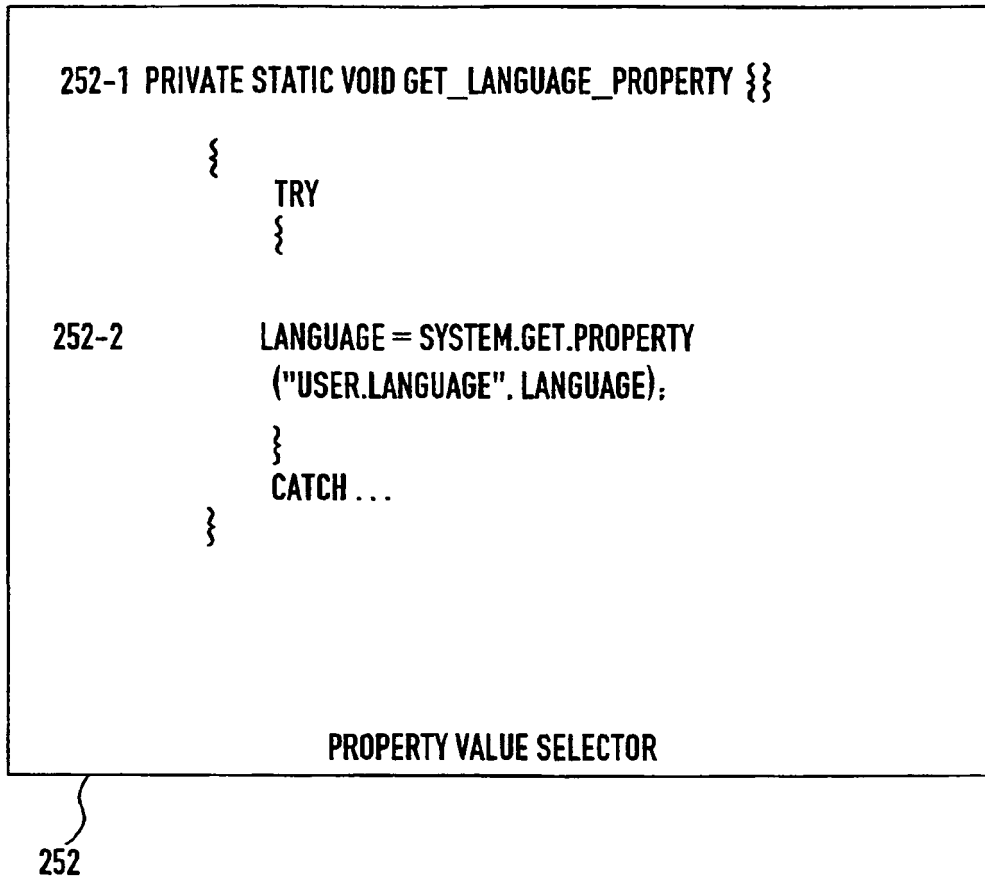 252-1 PRIVATE STATIC VOID GET_LANGUAGE_PROPERTY {}
{
TRY
{
252-2 LANGUAGE = SYSTEM.GET.PROPERTY
("USER.LANGUAGE", LANGUAGE);
}
CATCH ...
}
PROPERTY VALUE SELECTOR
252